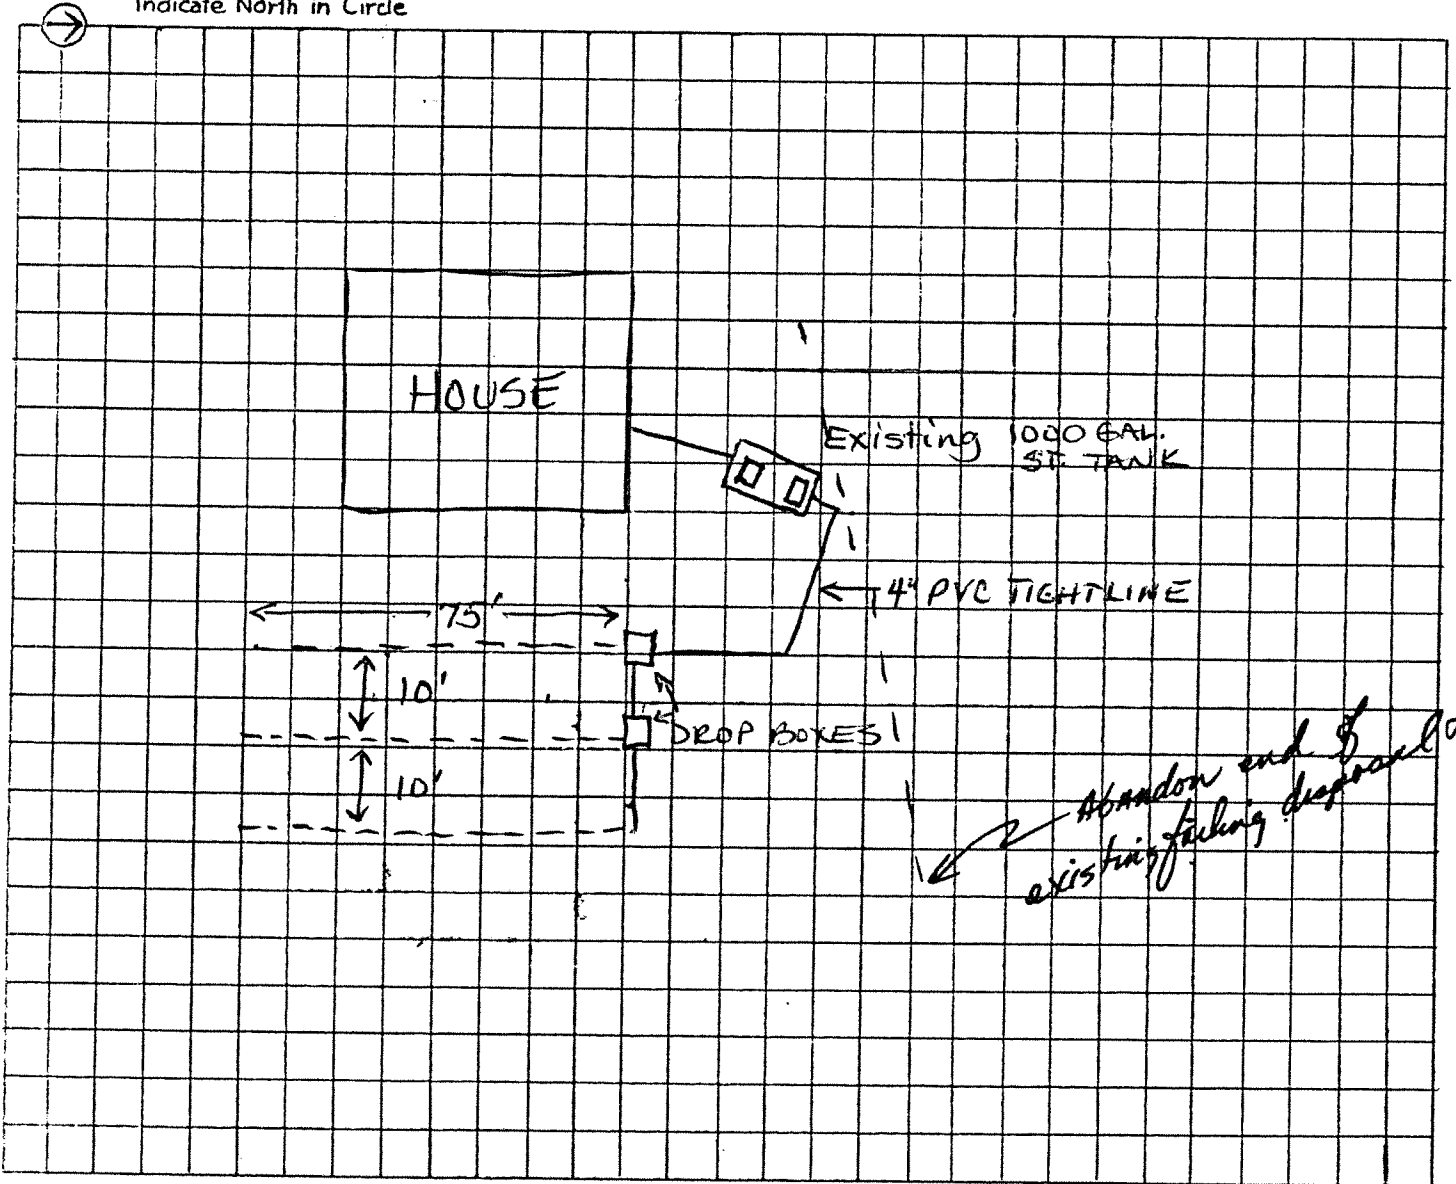 Indicate North in Circle
HOUSE
Existing 1000 GAL.
ST. TANK
4" PVC TIGHTLINE
75'
10'
DROP BOXES
10'
Abandon end of
existing failing disposal